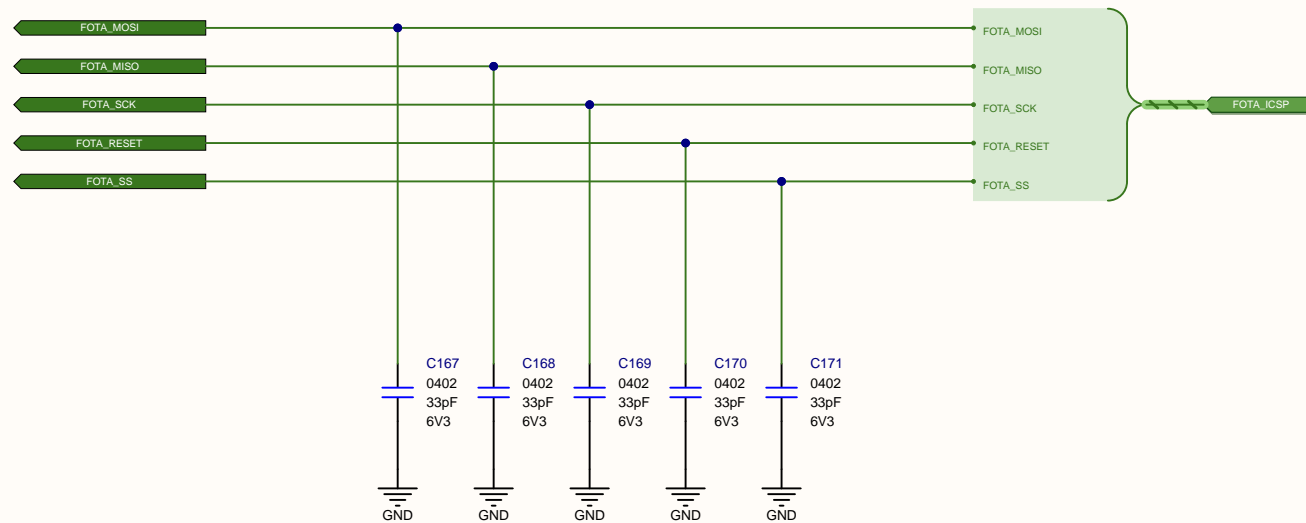 FOTA_MOSI
FOTA_MISO
FOTA_SCK
FOTA_RESET
FOTA_SS
FOTA_MOSI
FOTA_MISO
FOTA_SCK
FOTA_RESET
FOTA_SS
FOTA_ICSP
C167
0402
33pF
6V3
C168
0402
33pF
6V3
C169
0402
33pF
6V3
C170
0402
33pF
6V3
C171
0402
33pF
6V3
GND
GND
GND
GND
GND